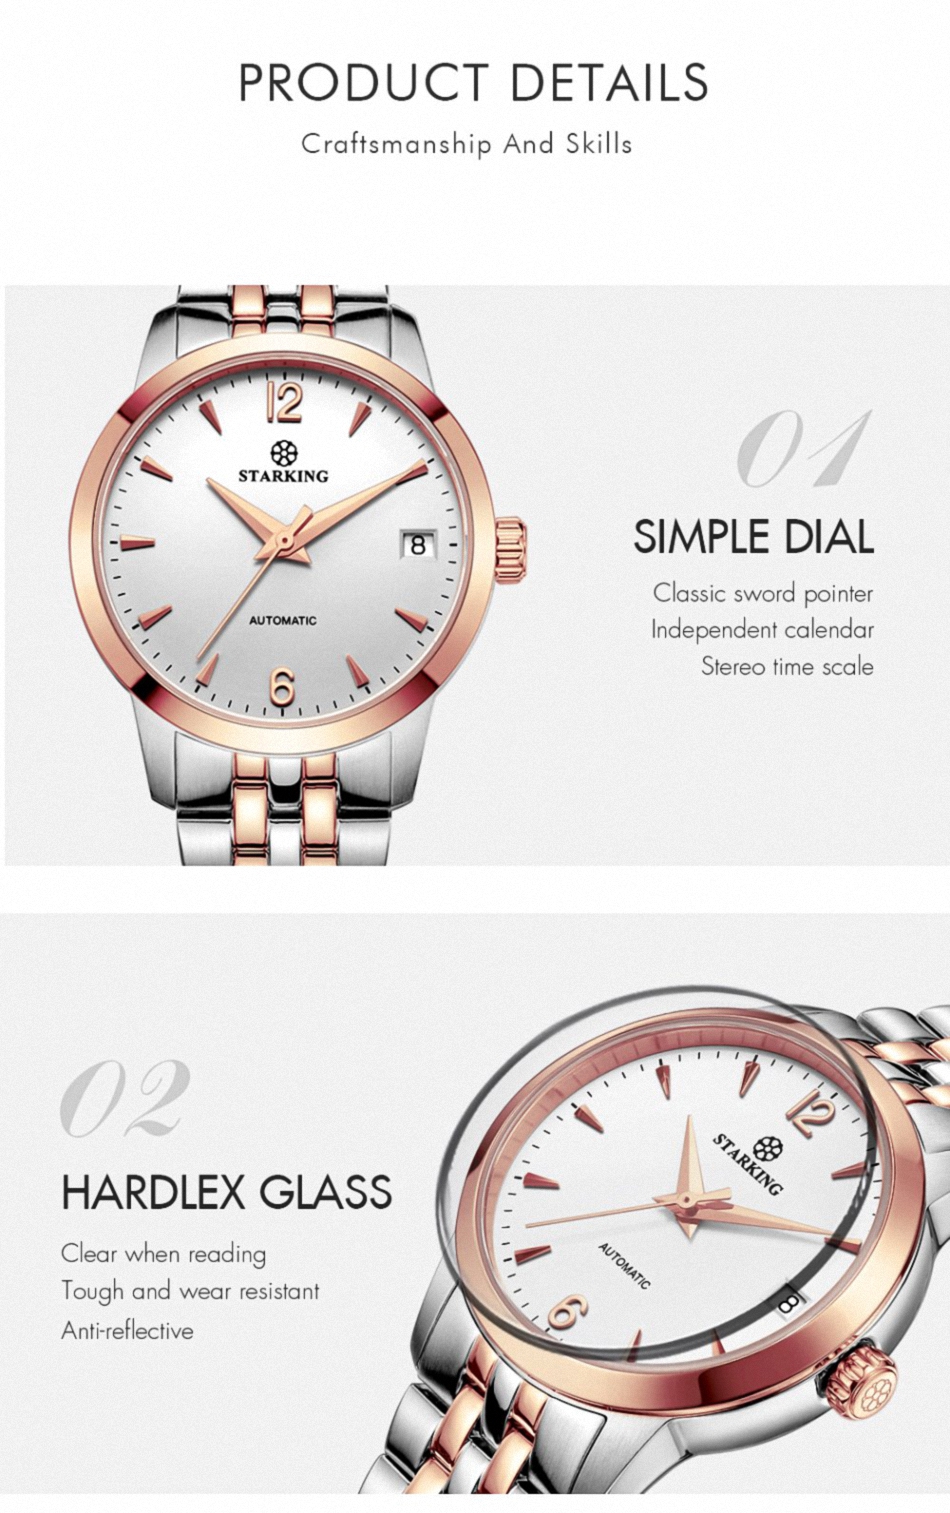 PRODUCT DETAILS
Craftsmanship And Skills
12
STARKING
8
AUTOMATIC
6
01
SIMPLE DIAL
Classic sword pointer
Independent calendar
Stereo time scale
02
HARDLEX GLASS
Clear when reading
Tough and wear resistant
Anti-reflective
12
STARKING
AUTOMATIC
8
6